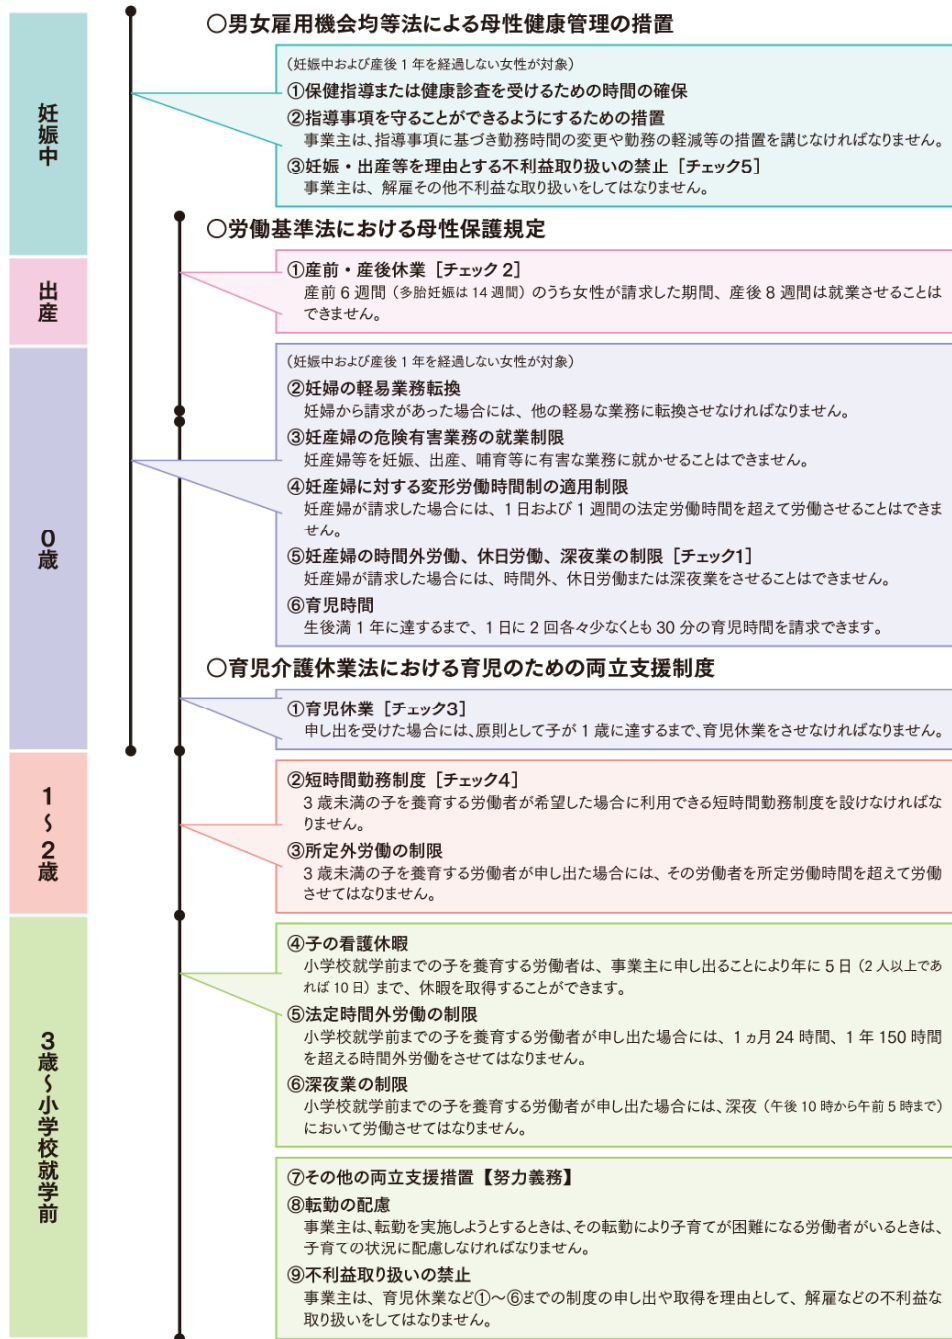 ○男女雇用機会均等法による母性健康管理の措置
妊娠中
（妊娠中および産後1年を経過しない女性が対象）
①保健指導または健康診査を受けるための時間の確保
②指導事項を守ることができるようにするための措置
事業主は、指導事項に基づき勤務時間の変更や勤務の軽減等の措置を講じなければなりません。
③妊娠・出産等を理由とする不利益取り扱いの禁止［チェック5］
事業主は、解雇その他不利益な取り扱いをしてはなりません。
○労働基準法における母性保護規定
出産
①産前・産後休業［チェック2］
産前6週間（多胎妊娠は14週間）のうち女性が請求した期間、産後8週間は就業させることは
できません。
0歳
（妊娠中および産後1年を経過しない女性が対象）
②妊婦の軽易業務転換
妊婦から請求があった場合には、他の軽易な業務に転換させなければなりません。
③妊産婦の危険有害業務の就業制限
妊産婦等を妊娠、出産、哺育等に有害な業務に就かせることはできません。
④妊産婦に対する変形労働時間制の適用制限
妊産婦が請求した場合には、1日および1週間の法定労働時間を超えて労働させることはできま
せん。
⑤妊産婦の時間外労働、休日労働、深夜業の制限［チェック1］
妊産婦が請求した場合には、時間外、休日労働または深夜業をさせることはできません。
⑥育児時間
生後満1年に達するまで、1日に2回各々少なくとも30分の育児時間を請求できます。
○育児介護休業法における育児のための両立支援制度
①育児休業［チェック3］
申し出を受けた場合には、原則として子が1歳に達するまで、育児休業をさせなければなりません。
1〜2歳
②短時間勤務制度［チェック4］
3歳未満の子を養育する労働者が希望した場合に利用できる短時間勤務制度を設けなければな
りません。
③所定外労働の制限
3歳未満の子を養育する労働者が申し出た場合には、その労働者を所定労働時間を超えて労働
させてはなりません。
3歳〜小学校就学前
④子の看護休暇
小学校就学前までの子を養育する労働者は、事業主に申し出ることにより年に5日（2人以上であ
れば10日）まで、休暇を取得することができます。
⑤法定時間外労働の制限
小学校就学前までの子を養育する労働者が申し出た場合には、1ヵ月24時間、1年150時間
を超える時間外労働をさせてはなりません。
⑥深夜業の制限
小学校就学前までの子を養育する労働者が申し出た場合には、深夜（午後10時から午前5時まで）
において労働させてはなりません。
⑦その他の両立支援措置【努力義務】
⑧転勤の配慮
事業主は、転勤を実施しようとするときは、その転勤により子育てが困難になる労働者がいるときは、
子育ての状況に配慮しなければなりません。
⑨不利益取り扱いの禁止
事業主は、育児休業など①〜⑥までの制度の申し出や取得を理由として、解雇などの不利益な
取り扱いをしてはなりません。